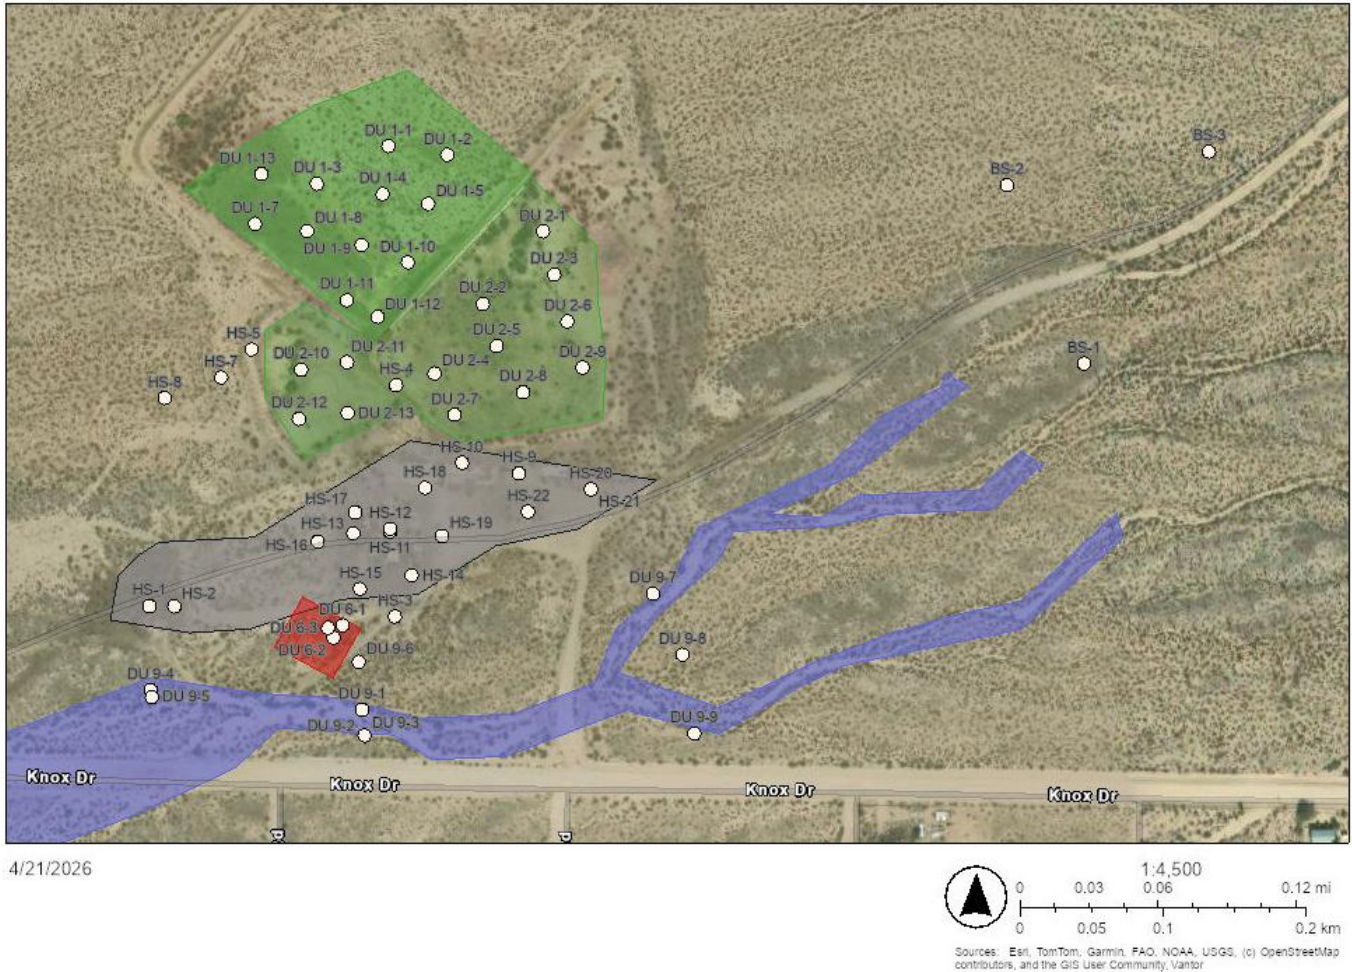 DU 1-1
DU 1-2
BS-3
DU 1-13
DU 1-3
BS-2
DU 1-4
DU 1-5
DU 1-7
DU 1-8
DU 2-1
DU 1-9
DU 1-10
DU 2-3
DU 1-11
DU 2-2
DU 1-12
DU 2-6
HS-5
DU 2-5
BS-1
DU 2-10
DU 2-11
DU 2-4
DU 2-9
HS-7
HS-4
HS-8
DU 2-8
DU 2-12
DU 2-13
DU 2-7
HS-10
HS-9
HS-18
HS-20
HS-17
HS-22
HS-21
HS-12
HS-13
HS-19
HS-16
HS-11
HS-15
HS-14
HS-1
HS-2
DU 6-1
HS-3
DU 9-7
DU 6-3
DU 6-2
DU 9-6
DU 9-8
DU 9-4
DU 9-5
DU 9-1
DU 9-2
DU 9-3
DU 9-9
Knox Dr
Knox Dr
Knox Dr
Knox Dr
4/21/2026
1:4,500
0 0.03 0.06 0.12 mi
0 0.05 0.1 0.2 km
Sources: Esri, TomTom, Garmin, FAO, NOAA, USGS, (c) OpenStreetMap
contributors, and the GIS User Community, Vantor